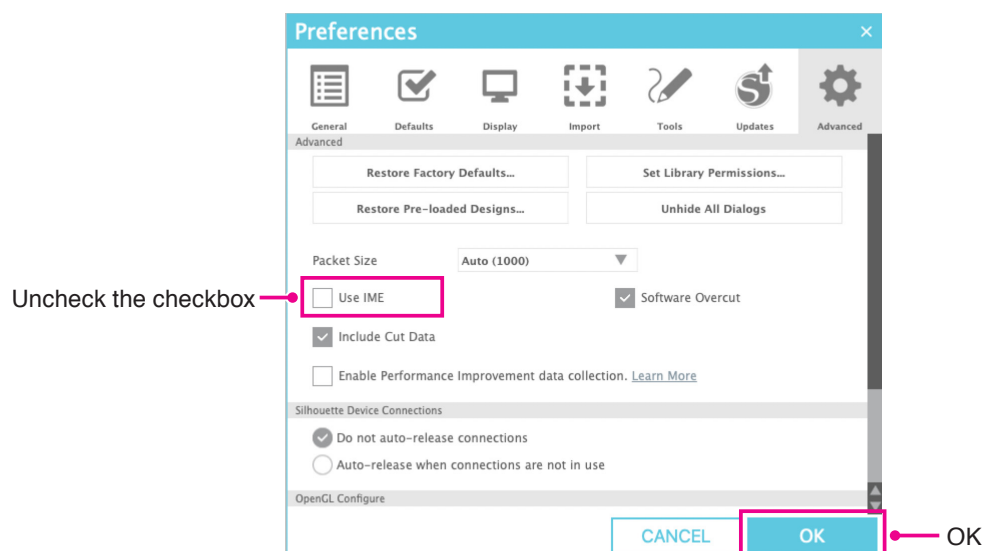 Preferences ×
General Defaults Display Import Tools Updates Advanced
Advanced
Restore Factory Defaults... Set Library Permissions...
Restore Pre-loaded Designs... Unhide All Dialogs
Packet Size Auto (1000)
Uncheck the checkbox Use IME Software Overcut
Include Cut Data
Enable Performance Improvement data collection. Learn More
Silhouette Device Connections
Do not auto-release connections
Auto-release when connections are not in use
OpenGL Configure
CANCEL OK OK